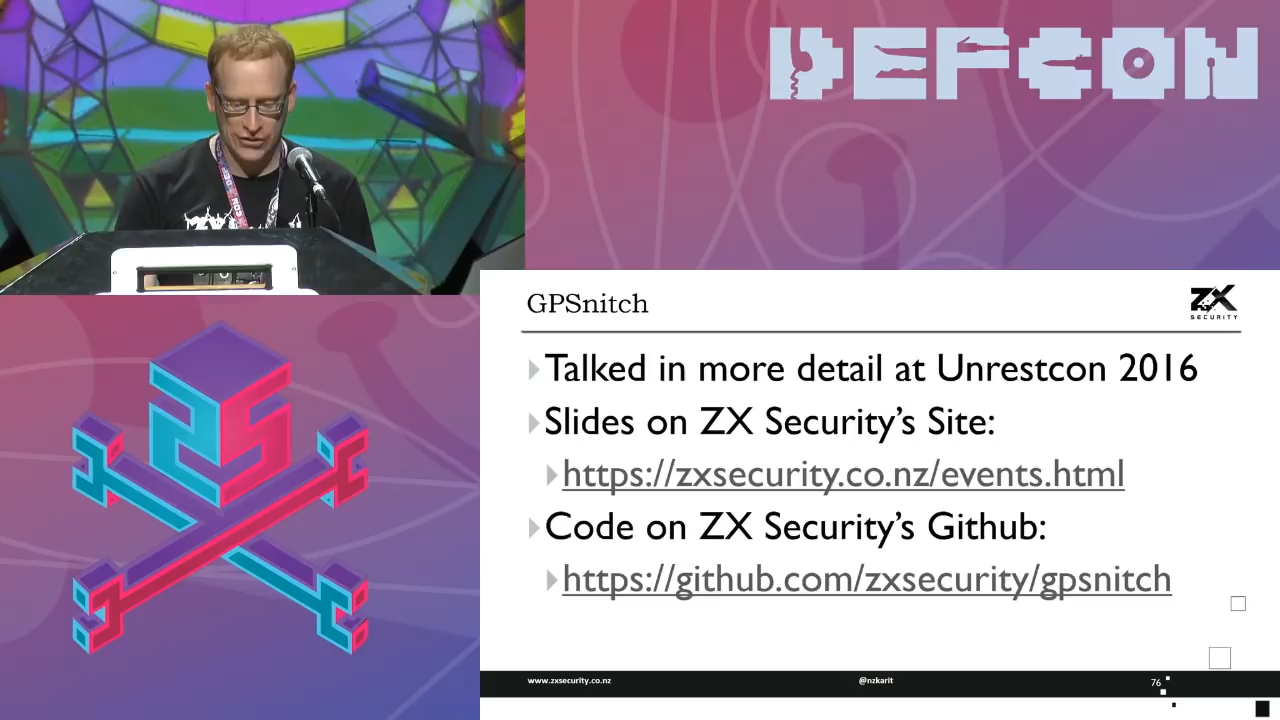 DEFCON
GPSnitch
ZX
SECURITY
Talked in more detail at Unrestcon 2016
Slides on ZX Security's Site:
https://zxsecurity.co.nz/events.html
Code on ZX Security's Github:
https://github.com/zxsecurity/gpsnitch
www.zxsecurity.co.nz
@nzkarit
76